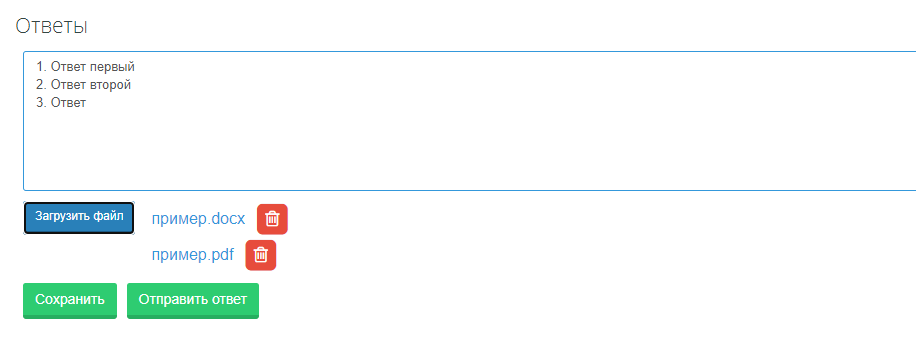 Ответы
1. Ответ первый
2. Ответ второй
3. Ответ
Загрузить файл пример.docx
пример.pdf
Сохранить Отправить ответ